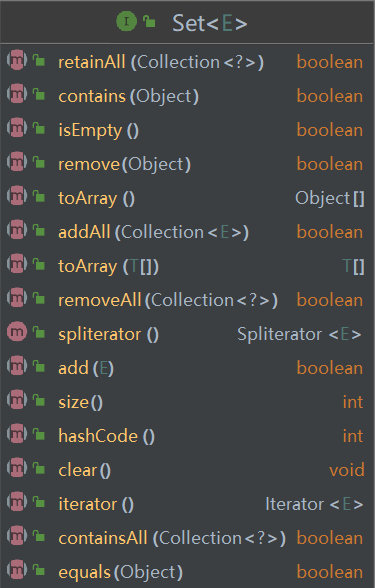 I Set<E>
m retainAll(Collection<?>) boolean
m contains(Object) boolean
m isEmpty() boolean
m remove(Object) boolean
m toArray() Object[]
m addAll(Collection<E>) boolean
m toArray(T[]) T[]
m removeAll(Collection<?>) boolean
m spliterator() Spliterator<E>
m add(E) boolean
m size() int
m hashCode() int
m clear() void
m iterator() Iterator<E>
m containsAll(Collection<?>) boolean
m equals(Object) boolean